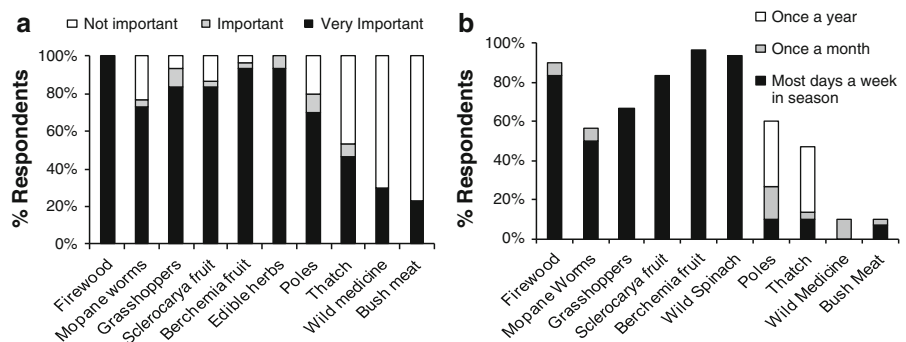 a
Not important
Important
Very Important
% Respondents
100%
80%
60%
40%
20%
0%
Firewood
Mopane worms
Grasshoppers
Sclerocarya fruit
Berchemia fruit
Edible herbs
Poles
Thatch
Wild medicine
Bush meat
b
Once a year
Once a month
Most days a week
in season
% Respondents
100%
80%
60%
40%
20%
0%
Firewood
Mopane Worms
Grasshoppers
Sclerocarya fruit
Berchemia fruit
Wild Spinach
Poles
Thatch
Wild Medicine
Bush Meat